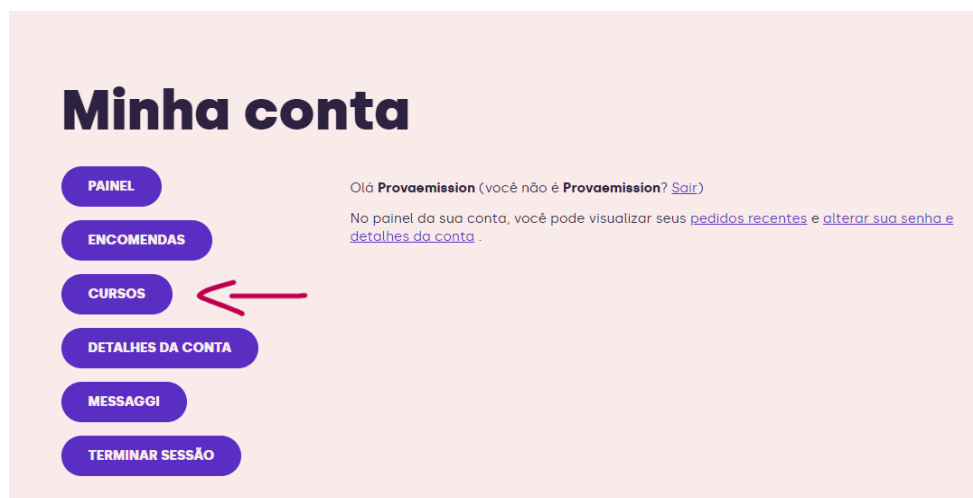 Minha conta
PAINEL
ENCOMENDAS
CURSOS
DETALHES DA CONTA
MESSAGGI
TERMINAR SESSÃO
Olá Provaemission (você não é Provaemission? Sair)
No painel da sua conta, você pode visualizar seus pedidos recentes e alterar sua senha e
detalhes da conta .